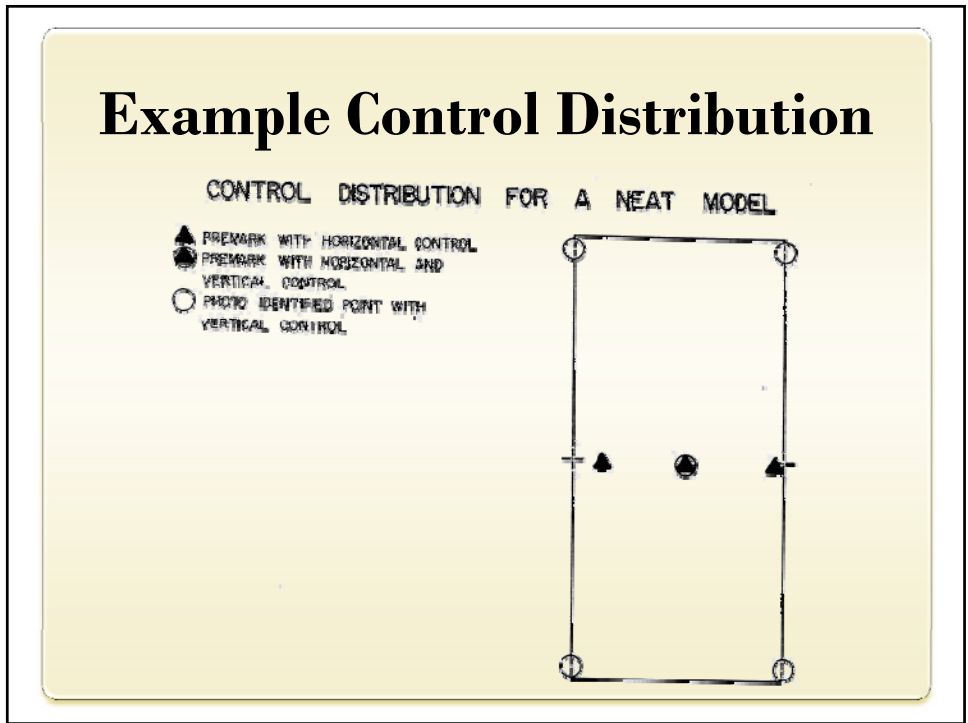 Example Control Distribution
CONTROL DISTRIBUTION FOR A NEAT MODEL
PREMARK WITH HORIZONTAL CONTROL
PREMARK WITH HORIZONTAL AND
VERTICAL CONTROL
PHOTO IDENTIFIED POINT WITH
VERTICAL CONTROL